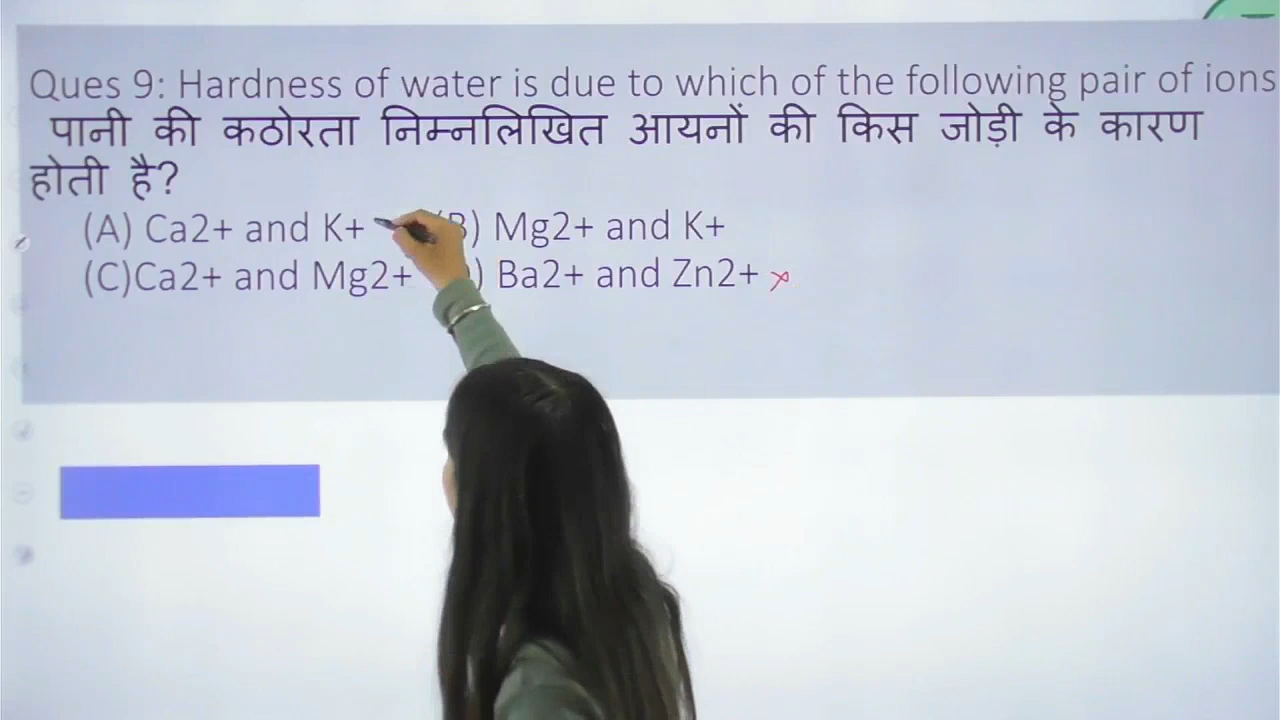 Ques 9: Hardness of water is due to which of the following pair of ions
पानी की कठोरता निम्नलिखित आयनों की किस जोड़ी के कारण
होती है?
(A) Ca2+ and K+ (B) Mg2+ and K+
(C)Ca2+ and Mg2+ ) Ba2+ and Zn2+